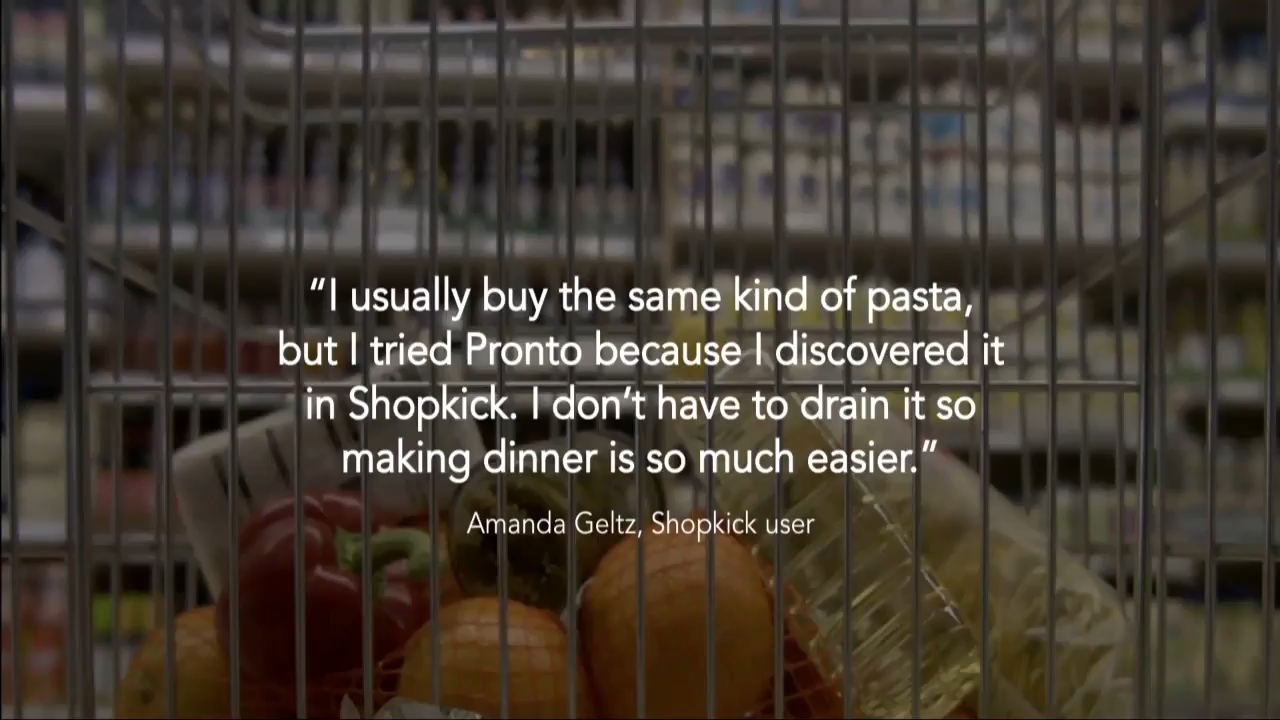 “I usually buy the same kind of pasta,
but I tried Pronto because I discovered it
in Shopkick. I don’t have to drain it so
making dinner is so much easier.”
Amanda Geltz, Shopkick user